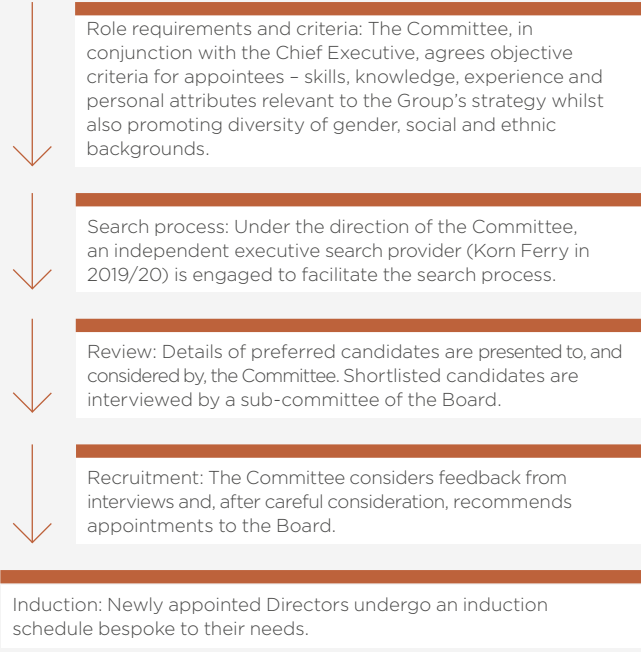 Role requirements and criteria: The Committee, in
conjunction with the Chief Executive, agrees objective
criteria for appointees – skills, knowledge, experience and
personal attributes relevant to the Group’s strategy whilst
also promoting diversity of gender, social and ethnic
backgrounds.
Search process: Under the direction of the Committee,
an independent executive search provider (Korn Ferry in
2019/20) is engaged to facilitate the search process.
Review: Details of preferred candidates are presented to, and
considered by, the Committee. Shortlisted candidates are
interviewed by a sub-committee of the Board.
Recruitment: The Committee considers feedback from
interviews and, after careful consideration, recommends
appointments to the Board.
Induction: Newly appointed Directors undergo an induction
schedule bespoke to their needs.